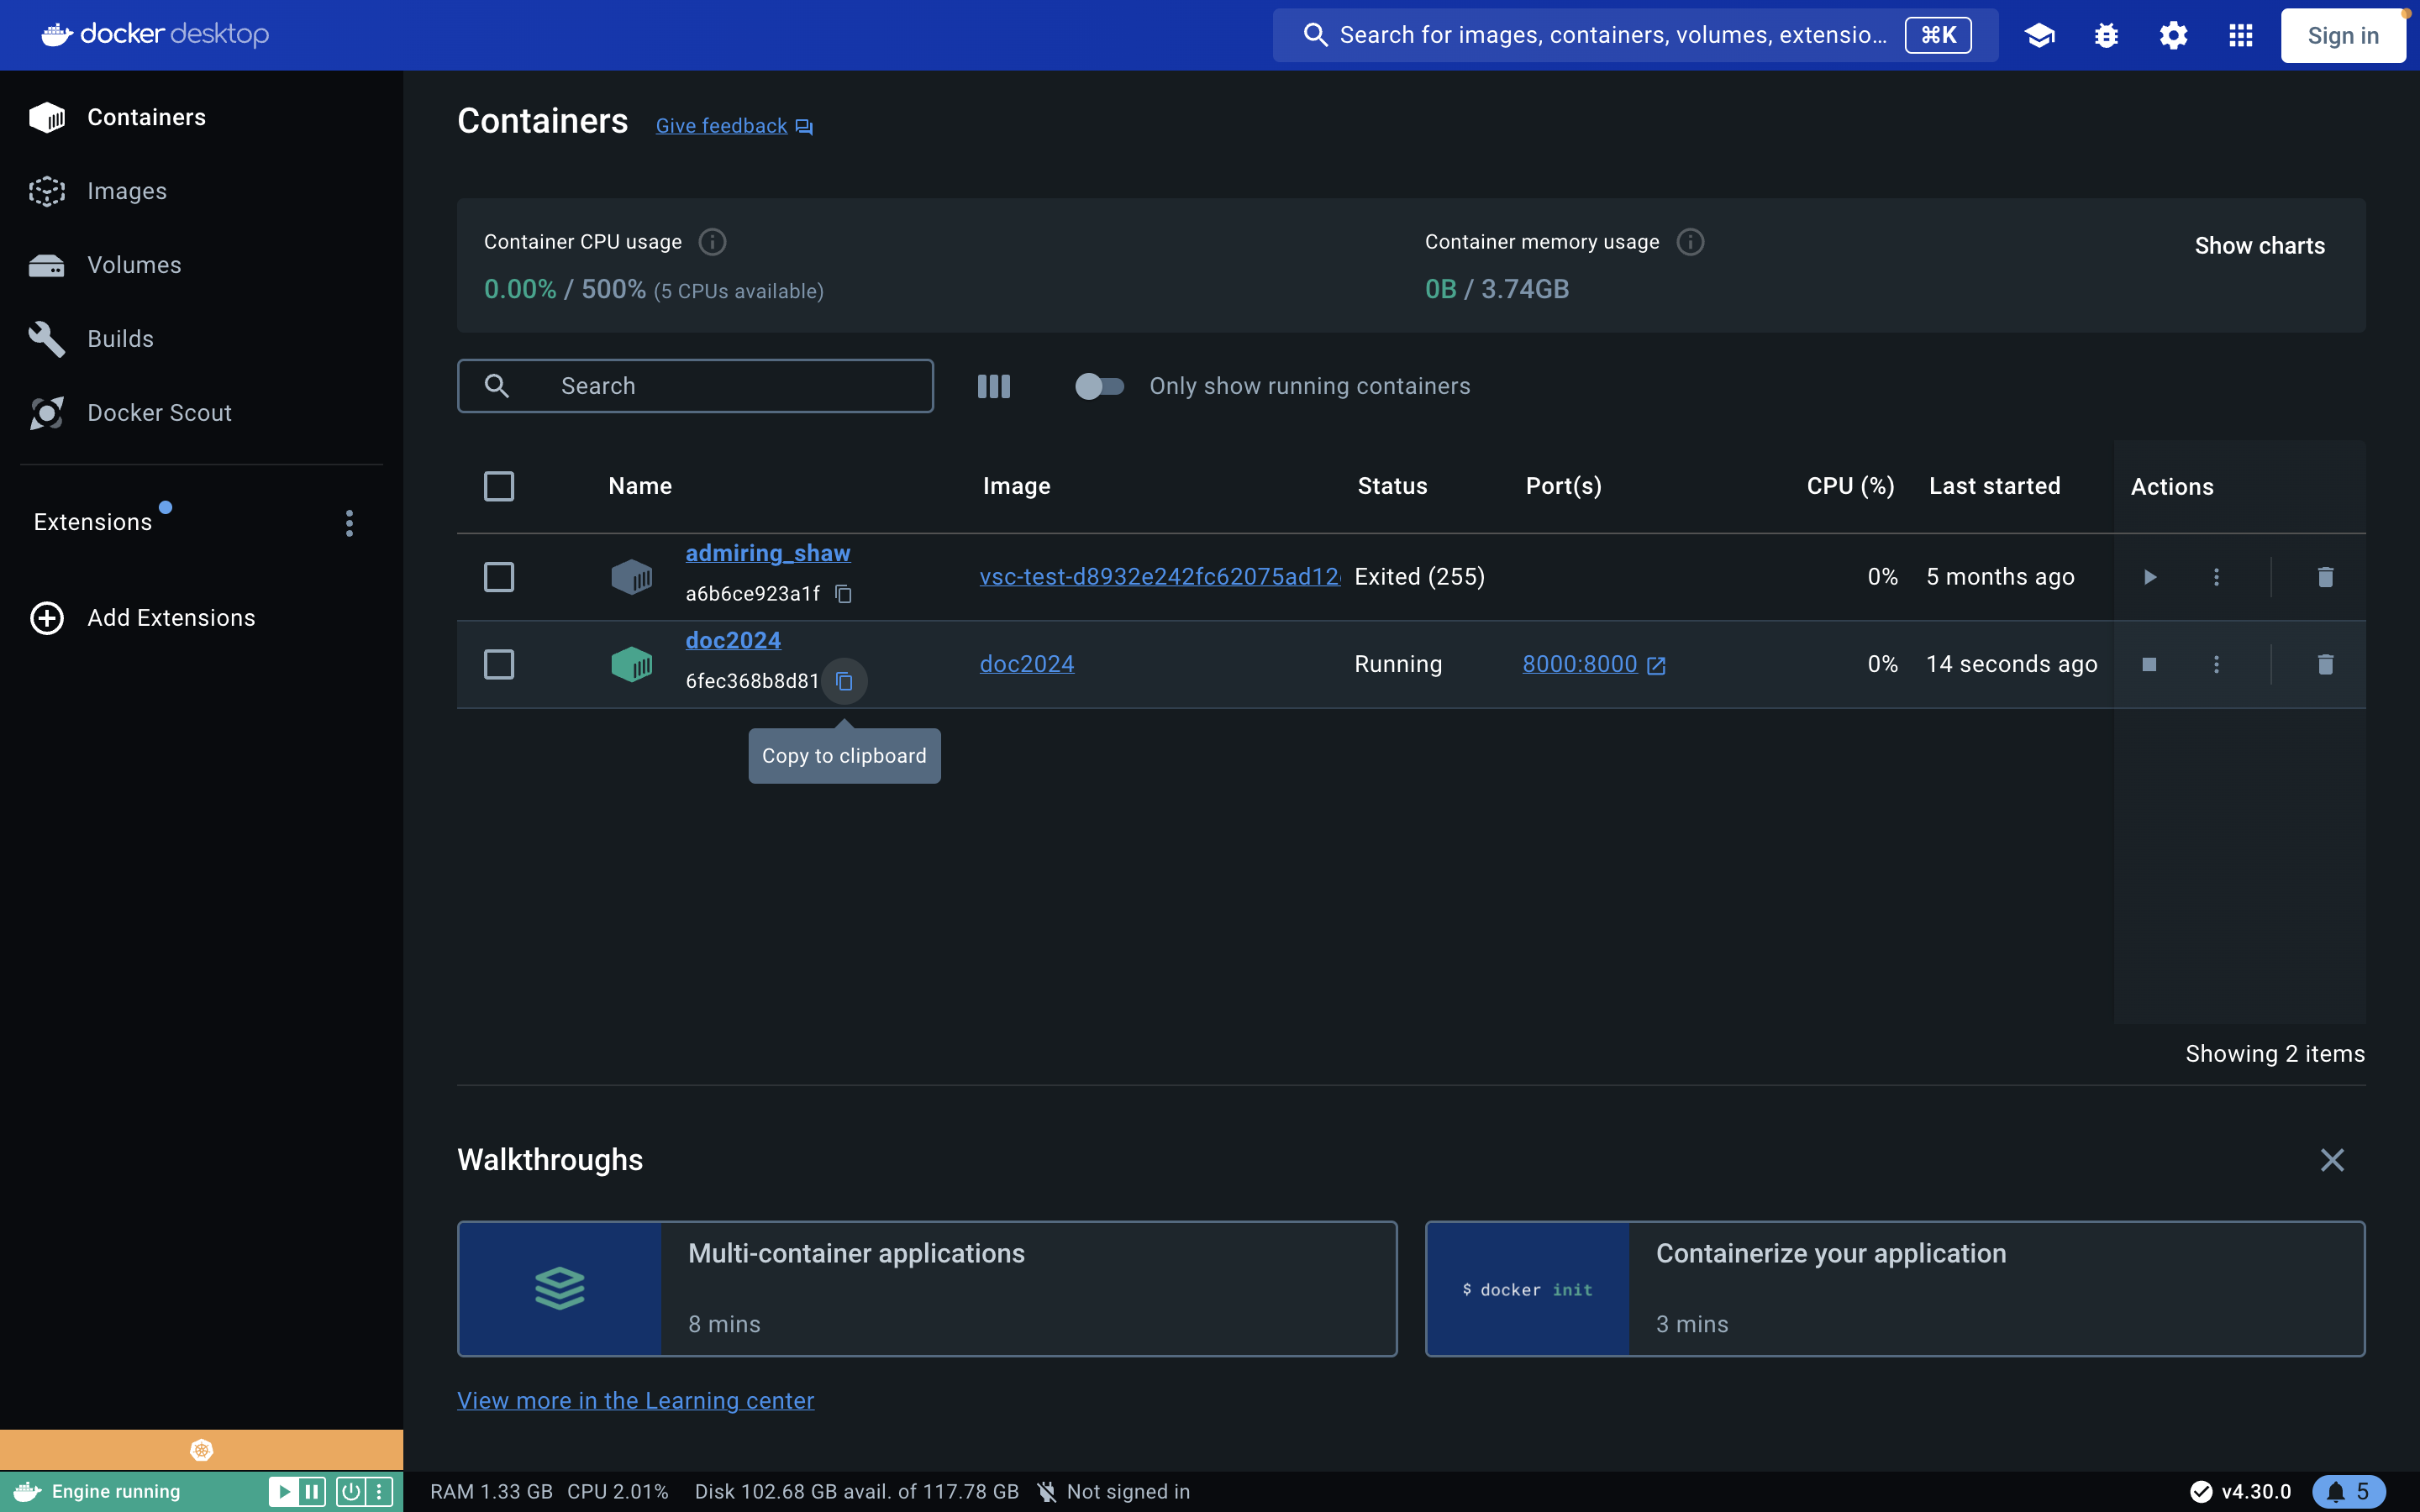 docker desktop
Search for images, containers, volumes, extensio... ⌘K
Sign in
Containers
Images
Volumes
Builds
Docker Scout
Extensions
Add Extensions
Containers Give feedback
Container CPU usage
0.00% / 500% (5 CPUs available)
Container memory usage
0B / 3.74GB
Show charts
Search
Only show running containers
Name Image Status Port(s) CPU (%) Last started Actions
admiring_shaw
a6b6ce923a1f
vsc-test-d8932e242fc62075ad12 Exited (255) 0% 5 months ago
doc2024
6fec368b8d81
doc2024 Running 8000:8000 0% 14 seconds ago
Copy to clipboard
Showing 2 items
Walkthroughs
Multi-container applications
8 mins
$ docker init
Containerize your application
3 mins
View more in the Learning center
Engine running
RAM 1.33 GB CPU 2.01% Disk 102.68 GB avail. of 117.78 GB Not signed in
v4.30.0 5